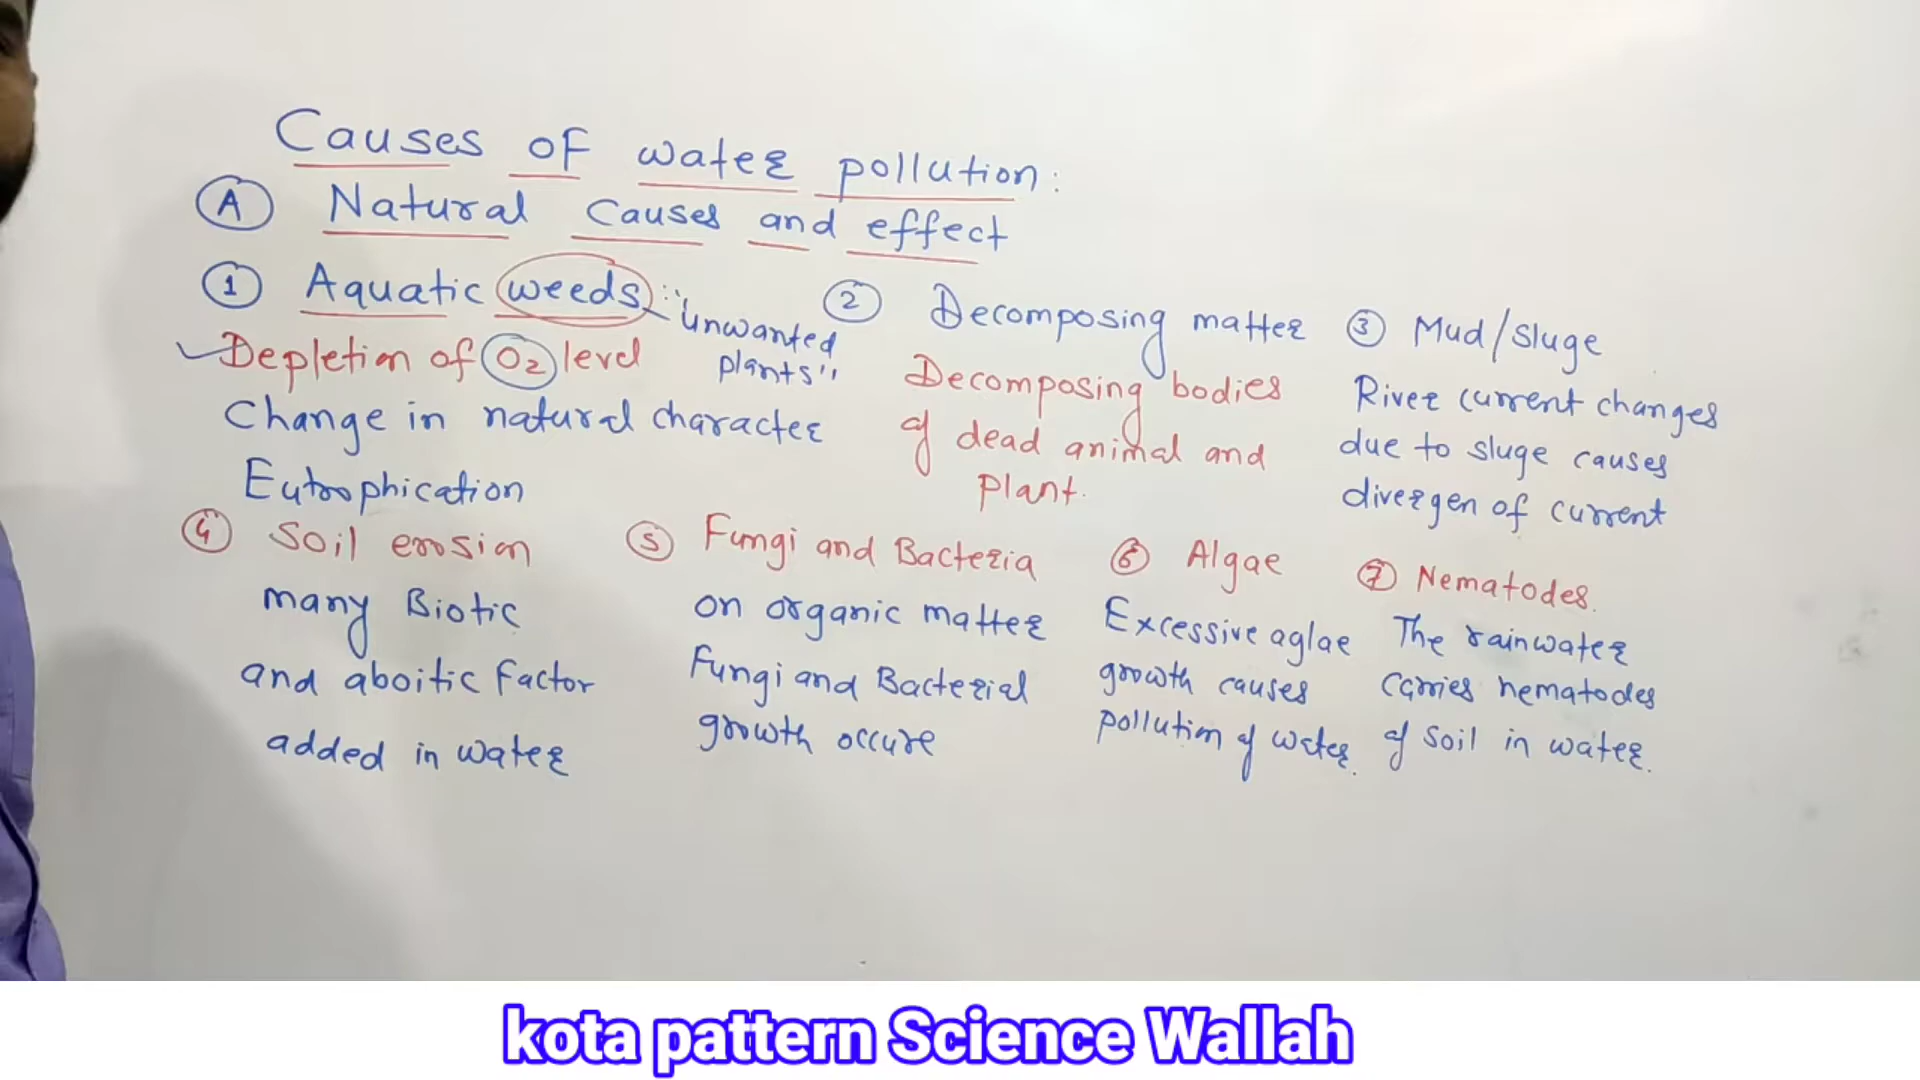 Causes of water pollution:
A Natural causes and effect
1 Aquatic weeds :- "unwanted
plants"
Depletion of O2 level
Change in natural character
Eutrophication
2 Decomposing matter
Decomposing bodies
of dead animal and
plant.
3 Mud/Sluge
River current changes
due to sluge causes
divergen of current
4 Soil erosion
many Biotic
and aboitic factor
added in water
5 Fungi and Bacteria
on organic matter
Fungi and Bacterial
growth occure
6 Algae
Excessive aglae
growth causes
pollution of water.
7 Nematodes.
The rainwater
carries nematodes
of soil in water.
kota pattern Science Wallah